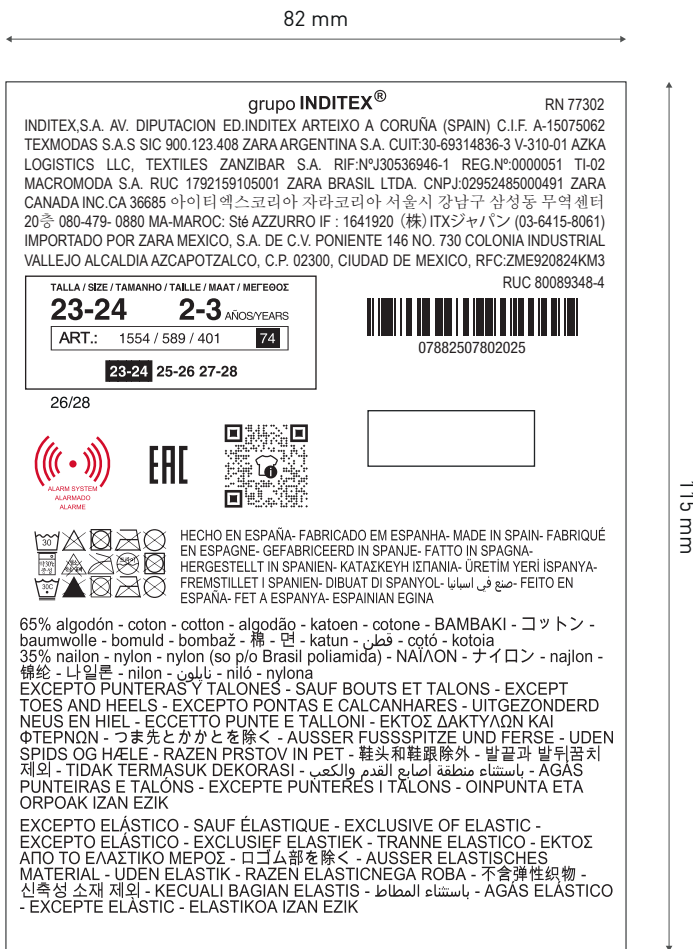 82 mm
grupo INDITEX®
RN 77302
INDITEX,S.A. AV. DIPUTACION ED.INDITEX ARTEIXO A CORUÑA (SPAIN) C.I.F. A-15075062
TEXMODAS S.A.S SIC 900.123.408 ZARA ARGENTINA S.A. CUIT:30-69314836-3 V-310-01 AZKA
LOGISTICS LLC, TEXTILES ZANZIBAR S.A. RIF:NºJ30536946-1 REG.Nº:0000051 TI-02
MACROMODA S.A. RUC 1792159105001 ZARA BRASIL LTDA. CNPJ:02952485000491 ZARA
CANADA INC.CA 36685 아이티엑스코리아 자라코리아 서울시 강남구 삼성동 무역센터
20층 080-479- 0880 MA-MAROC: Sté AZZURRO IF : 1641920 (株)ITXジャパン (03-6415-8061)
IMPORTADO POR ZARA MEXICO, S.A. DE C.V. PONIENTE 146 NO. 730 COLONIA INDUSTRIAL
VALLEJO ALCALDIA AZCAPOTZALCO, C.P. 02300, CIUDAD DE MEXICO, RFC:ZME920824KM3
RUC 80089348-4
TALLA / SIZE / TAMANHO / TAILLE / MAAT / ΜΕΓΕΘΟΣ
23-24 2-3 AÑOS/YEARS
ART.: 1554 / 589 / 401 74
23-24 25-26 27-28
07882507802025
26/28
ALARM SYSTEM
ALARMADO
ALARME
EAC
115 mm
30
약30℃
중성
30C
HECHO EN ESPAÑA- FABRICADO EM ESPANHA- MADE IN SPAIN- FABRIQUÉ
EN ESPAGNE- GEFABRICEERD IN SPANJE- FATTO IN SPAGNA-
HERGESTELLT IN SPANIEN- ΚΑΤΑΣΚΕΥΗ ΙΣΠΑΝΙΑ- ÜRETİM YERİ İSPANYA-
FREMSTILLET I SPANIEN- DIBUAT DI SPANYOL- صنع في اسبانيا- FEITO EN
ESPAÑA- FET A ESPANYA- ESPAINIAN EGINA
65% algodón - coton - cotton - algodão - katoen - cotone - ΒΑΜΒΑΚΙ - コットン -
baumwolle - bomuld - bombaž - 棉 - 면 - katun - قطن - cotó - kotoia
35% nailon - nylon - nylon (so p/o Brasil poliamida) - ΝΑΪΛΟΝ - ナイロン - najlon -
锦纶 - 나일론 - nilon - نايلون - niló - nylona
EXCEPTO PUNTERAS Y TALONES - SAUF BOUTS ET TALONS - EXCEPT
TOES AND HEELS - EXCEPTO PONTAS E CALCANHARES - UITGEZONDERD
NEUS EN HIEL - ECCETTO PUNTE E TALLONI - ΕΚΤΟΣ ΔΑΚΤΥΛΩΝ ΚΑΙ
ΦΤΕΡΝΩΝ - つま先とかかとを除く - AUSSER FUSSSPITZE UND FERSE - UDEN
SPIDS OG HÆLE - RAZEN PRSTOV IN PET - 鞋头和鞋跟除外 - 발끝과 발뒤꿈치
제외 - TIDAK TERMASUK DEKORASI - باستثناء منطقة أصابع القدم والكعب - AGÁS
PUNTEIRAS E TALÓNS - EXCEPTE PUNTERES I TALONS - OINPUNTA ETA
ORPOAK IZAN EZIK
EXCEPTO ELÁSTICO - SAUF ÉLASTIQUE - EXCLUSIVE OF ELASTIC -
EXCEPTO ELÁSTICO - EXCLUSIEF ELASTIEK - TRANNE ELASTICO - ΕΚΤΟΣ
ΑΠΟ ΤΟ ΕΛΑΣΤΙΚΟ ΜΕΡΟΣ - 口ゴム部を除く - AUSSER ELASTISCHES
MATERIAL - UDEN ELASTIK - RAZEN ELASTICNEGA ROBA - 不含弹性织物 -
신축성 소재 제외 - KECUALI BAGIAN ELASTIS - باستثناء المطاط - AGÁS ELÁSTICO
- EXCEPTE ELÀSTIC - ELASTIKOA IZAN EZIK